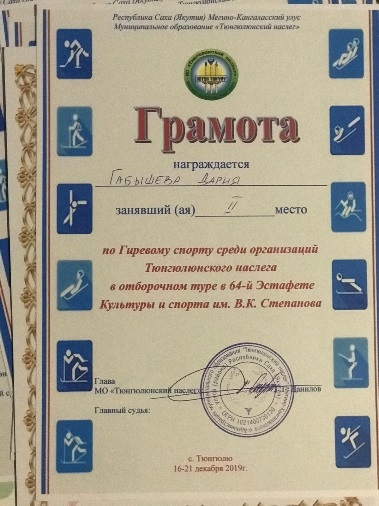 Республика Саха (Якутия) Мегино-Кангаласский улус
Муниципальное образование «Тюнгюлюнский наслег»
Грамота
награждается
Габышева Дария
занявший (ая) II место
по Гиревому спорту среди организаций
Тюнгюлюнского наслега
в отборочном туре в 64-й Эстафете
Культуры и спорта им. В.К. Степанова
Глава
МО «Тюнгюлюнский наслег» Данилов
Главный судья:
с. Тюнгюлю
16-21 декабря 2019г.